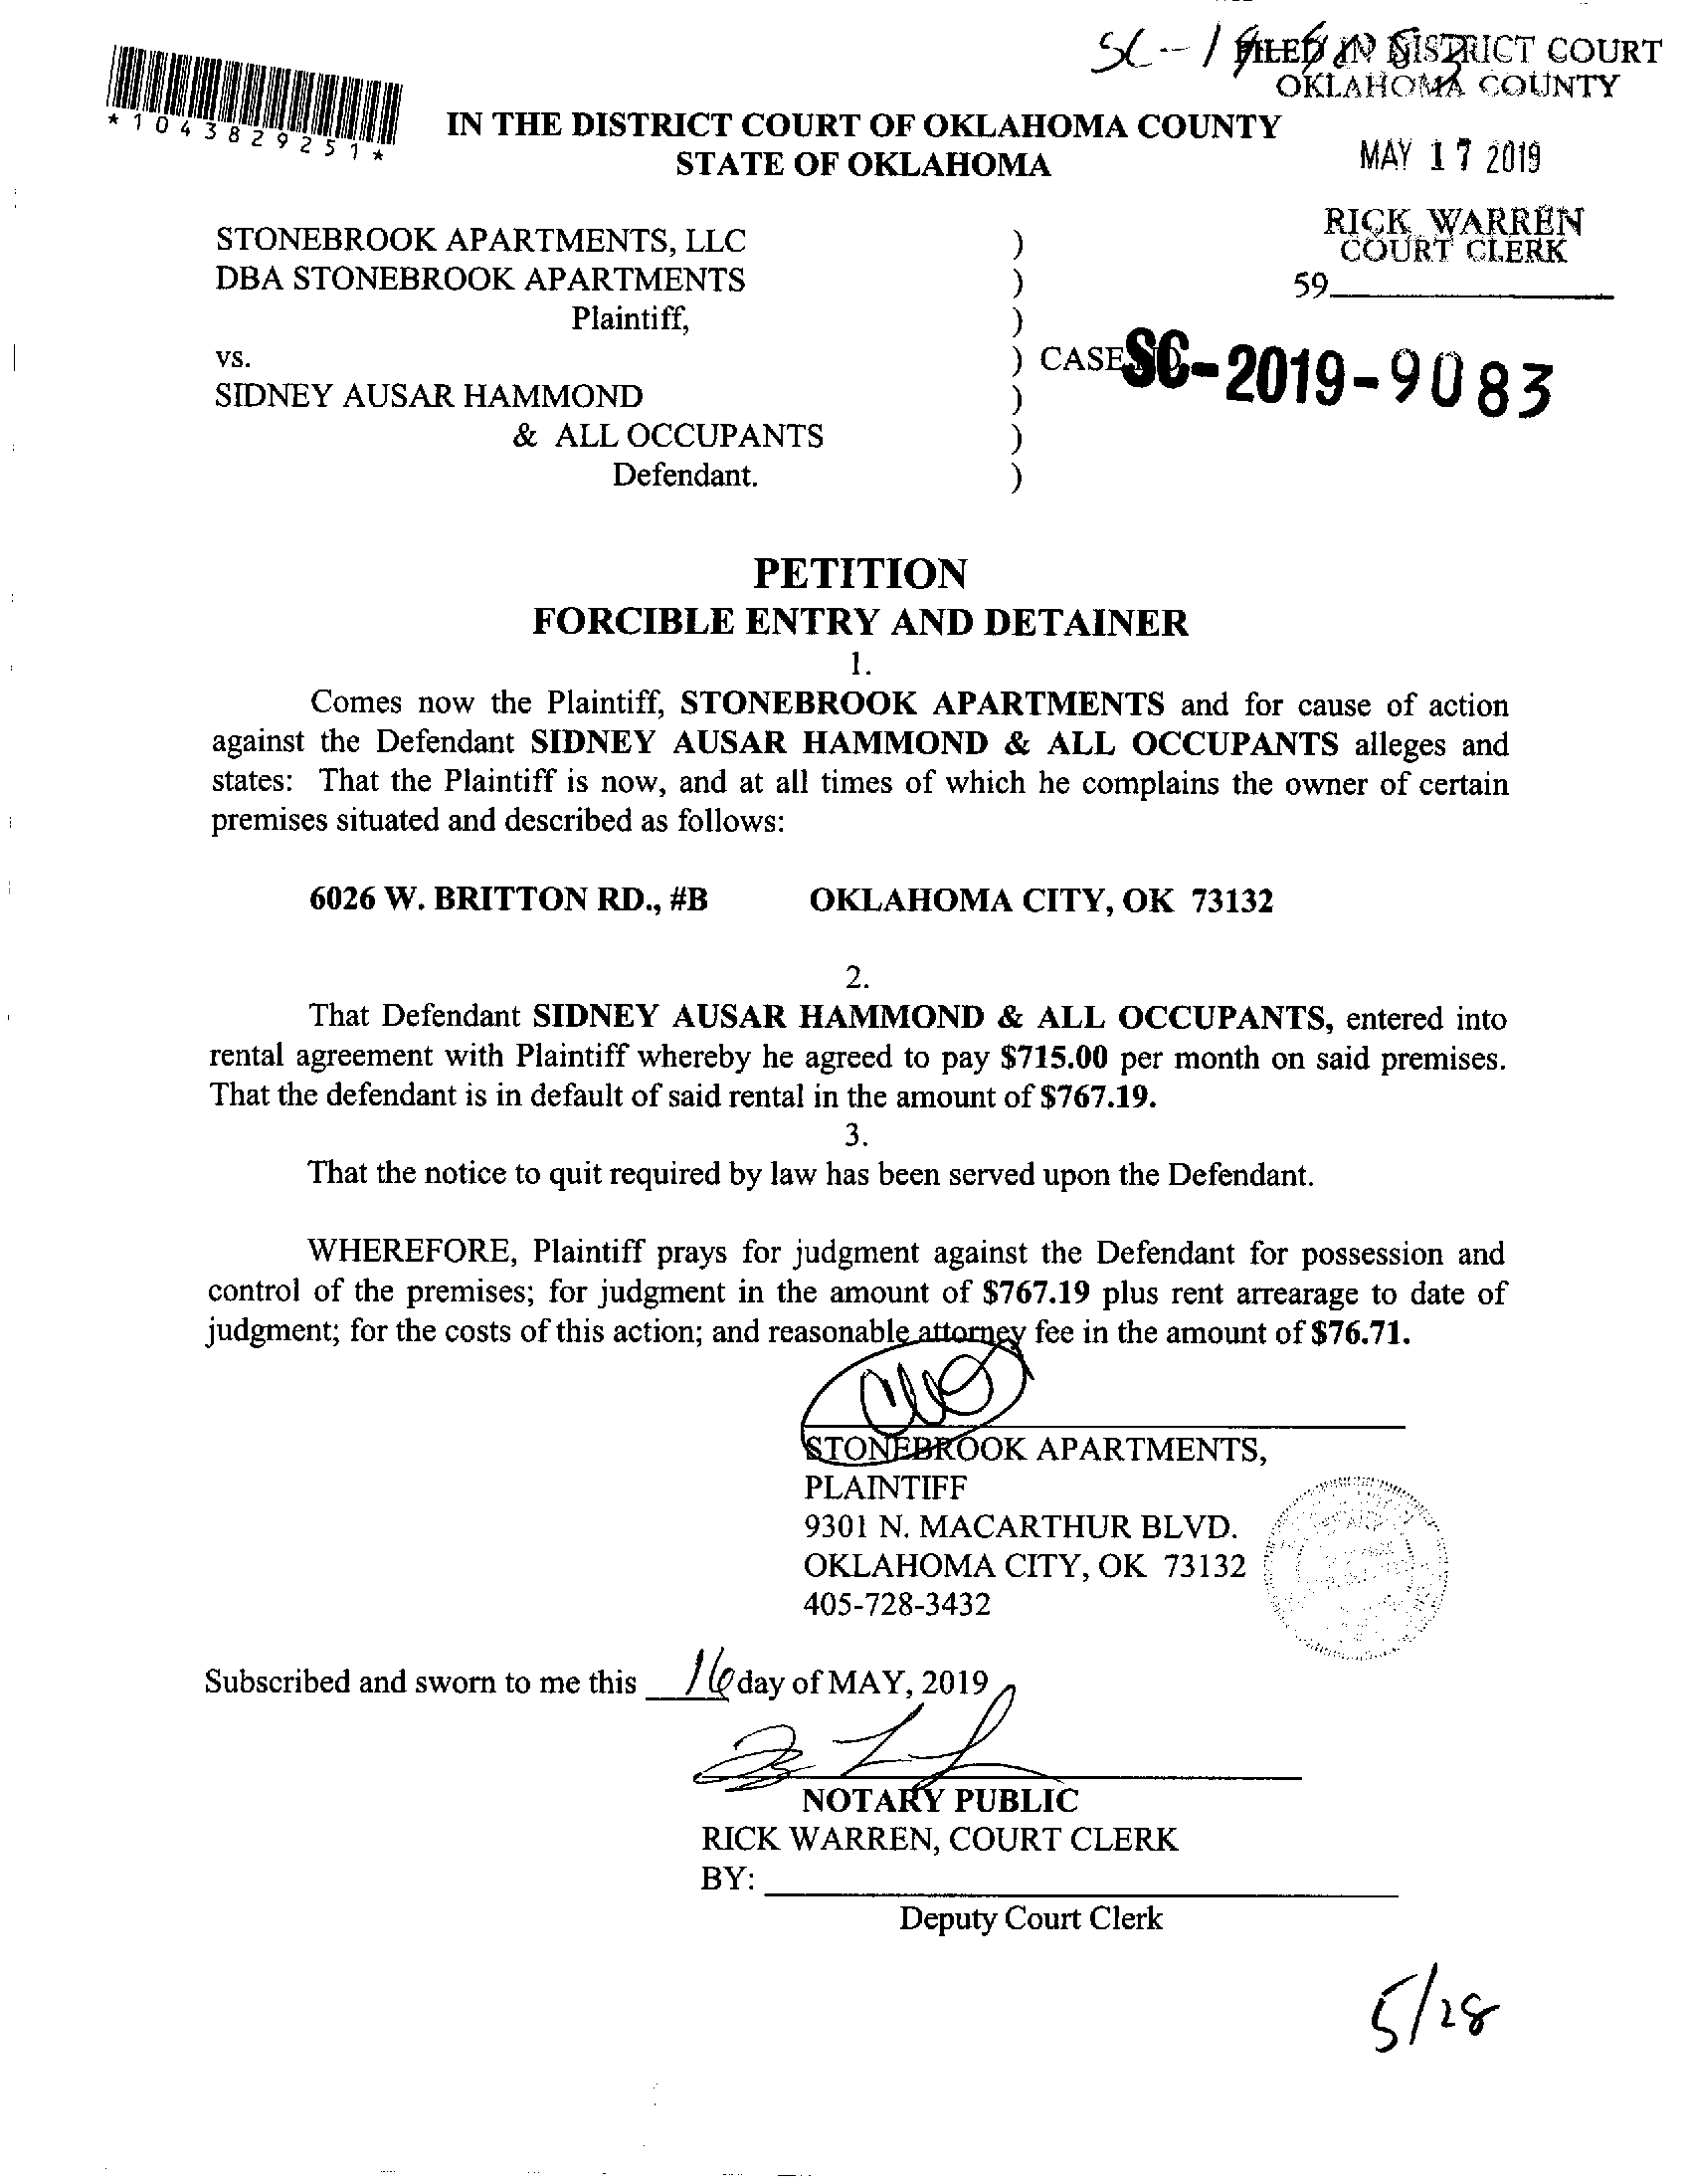 FILED IN DISTRICT COURT
OKLAHOMA COUNTY
*1043829251*
IN THE DISTRICT COURT OF OKLAHOMA COUNTY
STATE OF OKLAHOMA
MAY 17 2019
RICK WARREN
COURT CLERK
59
STONEBROOK APARTMENTS, LLC )
DBA STONEBROOK APARTMENTS )
Plaintiff, )
vs. ) CASE SC-2019-9083
SIDNEY AUSAR HAMMOND )
& ALL OCCUPANTS )
Defendant. )
PETITION
FORCIBLE ENTRY AND DETAINER
1.
Comes now the Plaintiff, STONEBROOK APARTMENTS and for cause of action
against the Defendant SIDNEY AUSAR HAMMOND & ALL OCCUPANTS alleges and
states: That the Plaintiff is now, and at all times of which he complains the owner of certain
premises situated and described as follows:
6026 W. BRITTON RD., #B OKLAHOMA CITY, OK 73132
2.
That Defendant SIDNEY AUSAR HAMMOND & ALL OCCUPANTS, entered into
rental agreement with Plaintiff whereby he agreed to pay $715.00 per month on said premises.
That the defendant is in default of said rental in the amount of $767.19.
3.
That the notice to quit required by law has been served upon the Defendant.
WHEREFORE, Plaintiff prays for judgment against the Defendant for possession and
control of the premises; for judgment in the amount of $767.19 plus rent arrearage to date of
judgment; for the costs of this action; and reasonable attorney fee in the amount of $76.71.
STONEBROOK APARTMENTS,
PLAINTIFF
9301 N. MACARTHUR BLVD.
OKLAHOMA CITY, OK 73132
405-728-3432
Subscribed and sworn to me this 16 day of MAY, 2019
NOTARY PUBLIC
RICK WARREN, COURT CLERK
BY:
Deputy Court Clerk
5/28